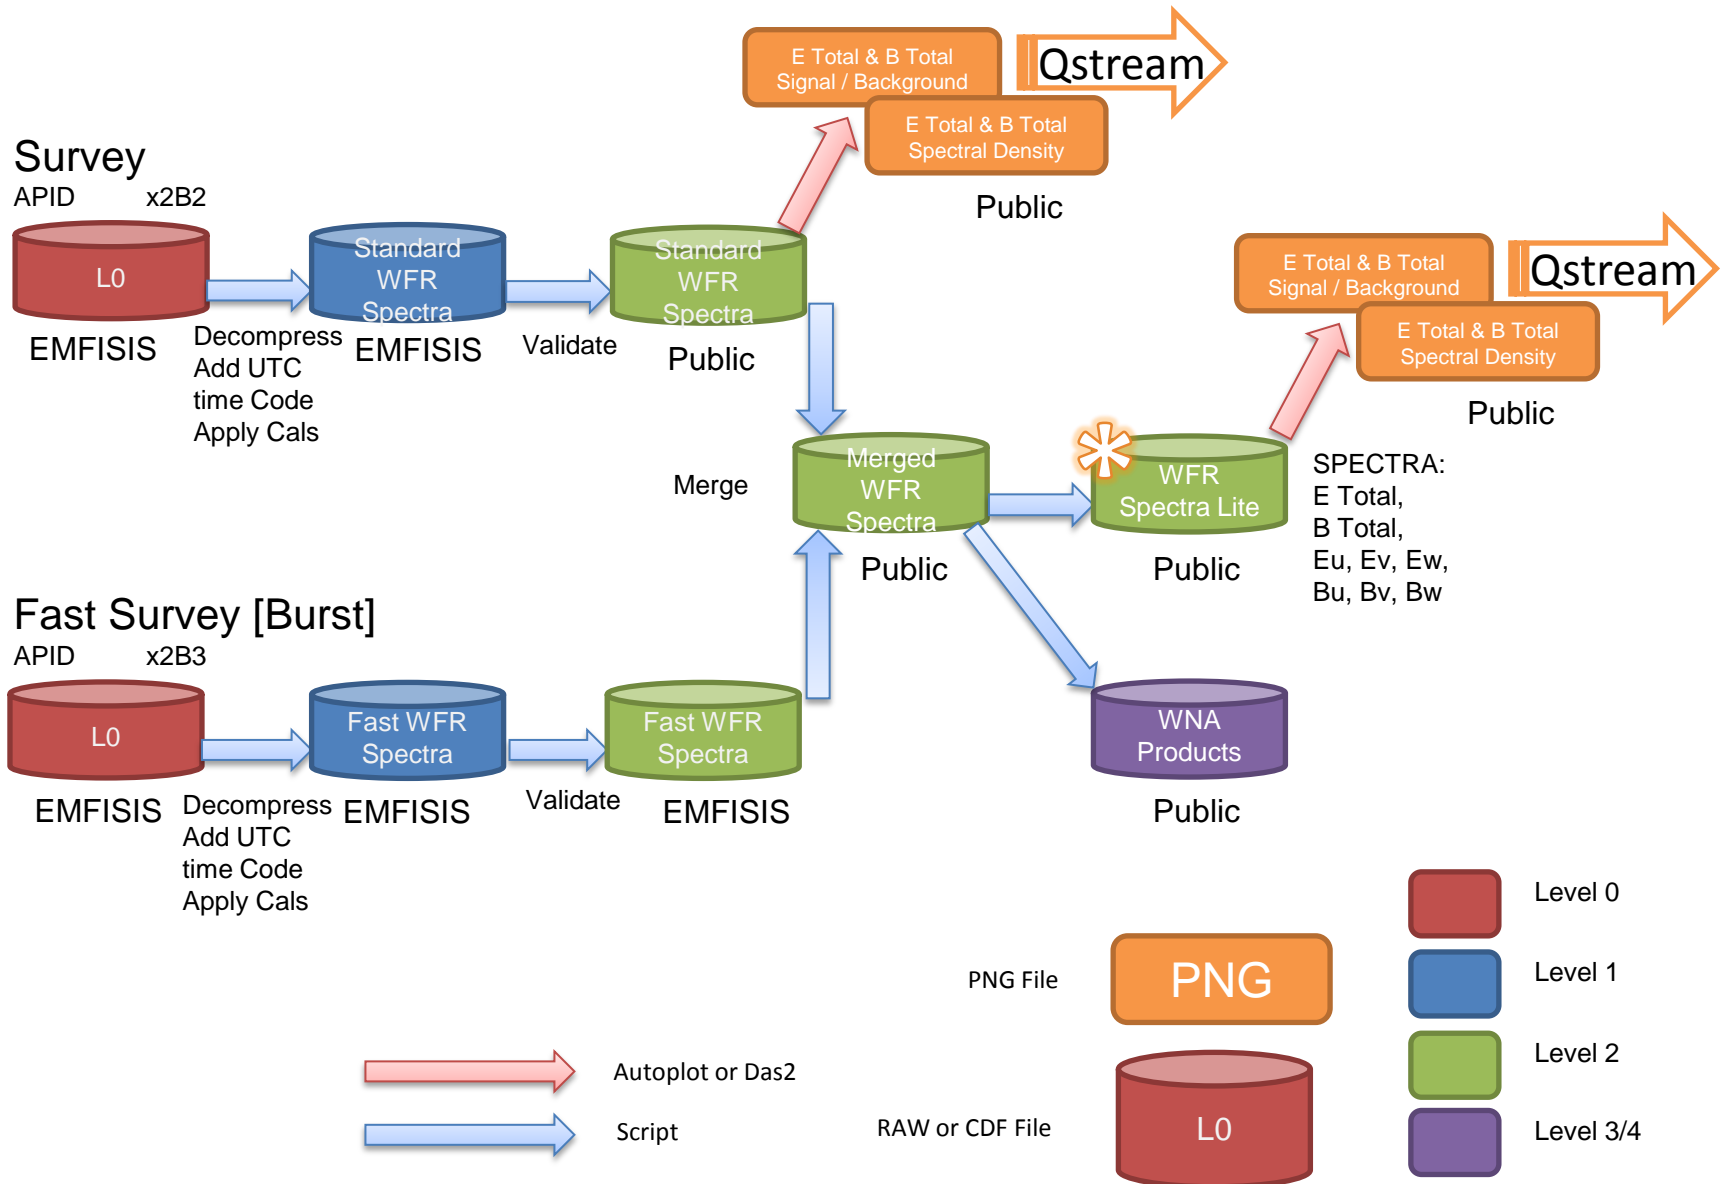 E Total & B Total
Signal / Background
Qstream
E Total & B Total
Spectral Density
Public
Survey
APID x2B2
L0
EMFISIS
Decompress
Add UTC
time Code
Apply Cals
Standard
WFR
Spectra
EMFISIS
Validate
Standard
WFR
Spectra
Public
E Total & B Total
Signal / Background
Qstream
E Total & B Total
Spectral Density
Public
Merge
Merged
WFR
Spectra
Public
WFR
Spectra Lite
Public
SPECTRA:
E Total,
B Total,
Eu, Ev, Ew,
Bu, Bv, Bw
Fast Survey [Burst]
APID x2B3
L0
EMFISIS
Decompress
Add UTC
time Code
Apply Cals
Fast WFR
Spectra
EMFISIS
Validate
Fast WFR
Spectra
EMFISIS
WNA
Products
Public
Autoplot or Das2
Script
PNG File
PNG
RAW or CDF File
L0
Level 0
Level 1
Level 2
Level 3/4